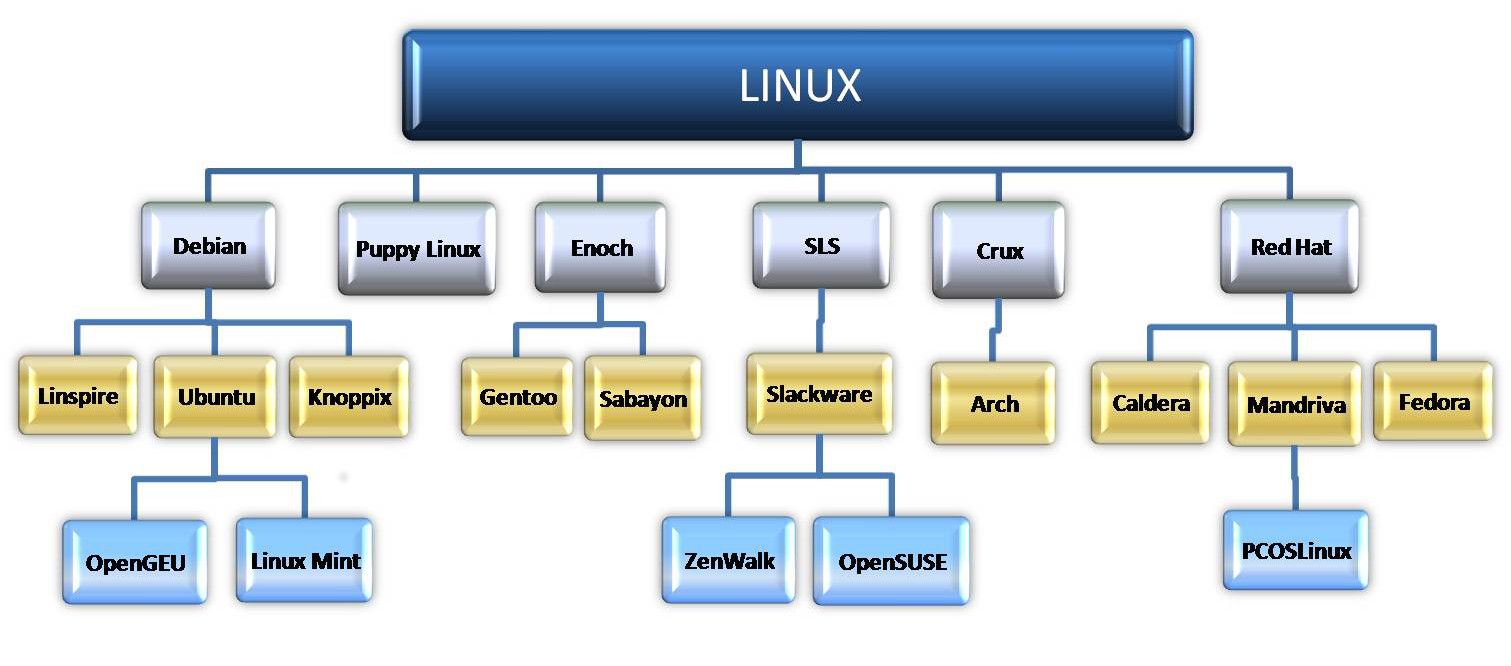 LINUX
Debian
Puppy Linux
Enoch
SLS
Crux
Red Hat
Linspire
Ubuntu
Knoppix
Gentoo
Sabayon
Slackware
Arch
Caldera
Mandriva
Fedora
OpenGEU
Linux Mint
ZenWalk
OpenSUSE
PCOSLinux